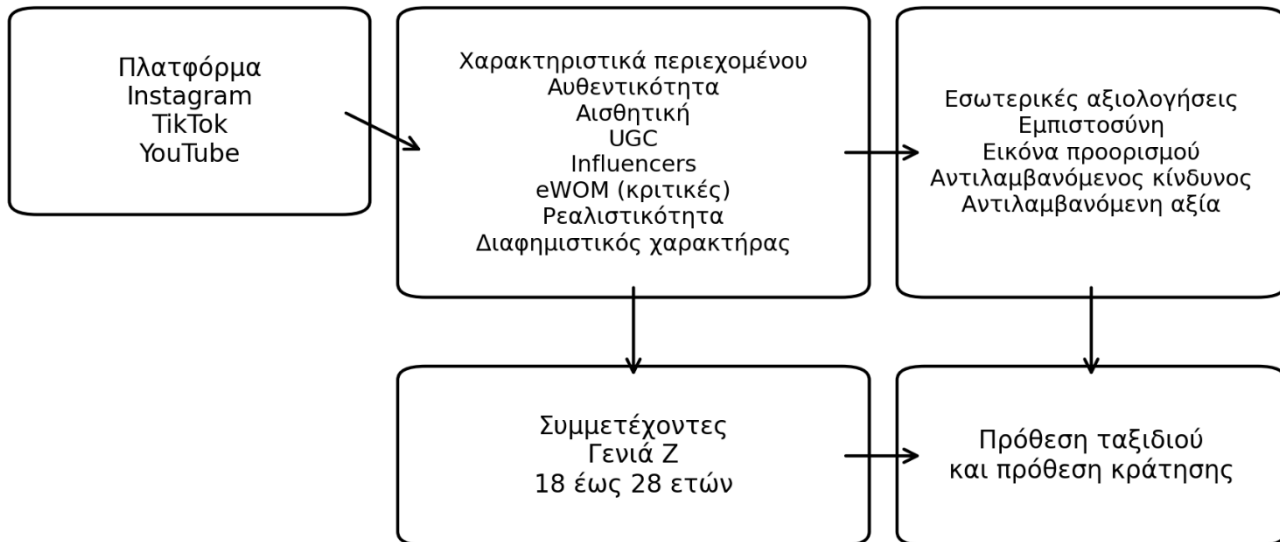 Πλατφόρμα
Instagram
TikTok
YouTube
Χαρακτηριστικά περιεχομένου
Αυθεντικότητα
Αισθητική
UGC
Influencers
eWOM (κριτικές)
Ρεαλιστικότητα
Διαφημιστικός χαρακτήρας
Εσωτερικές αξιολογήσεις
Εμπιστοσύνη
Εικόνα προορισμού
Αντιλαμβανόμενος κίνδυνος
Αντιλαμβανόμενη αξία
Συμμετέχοντες
Γενιά Z
18 έως 28 ετών
Πρόθεση ταξιδιού
και πρόθεση κράτησης